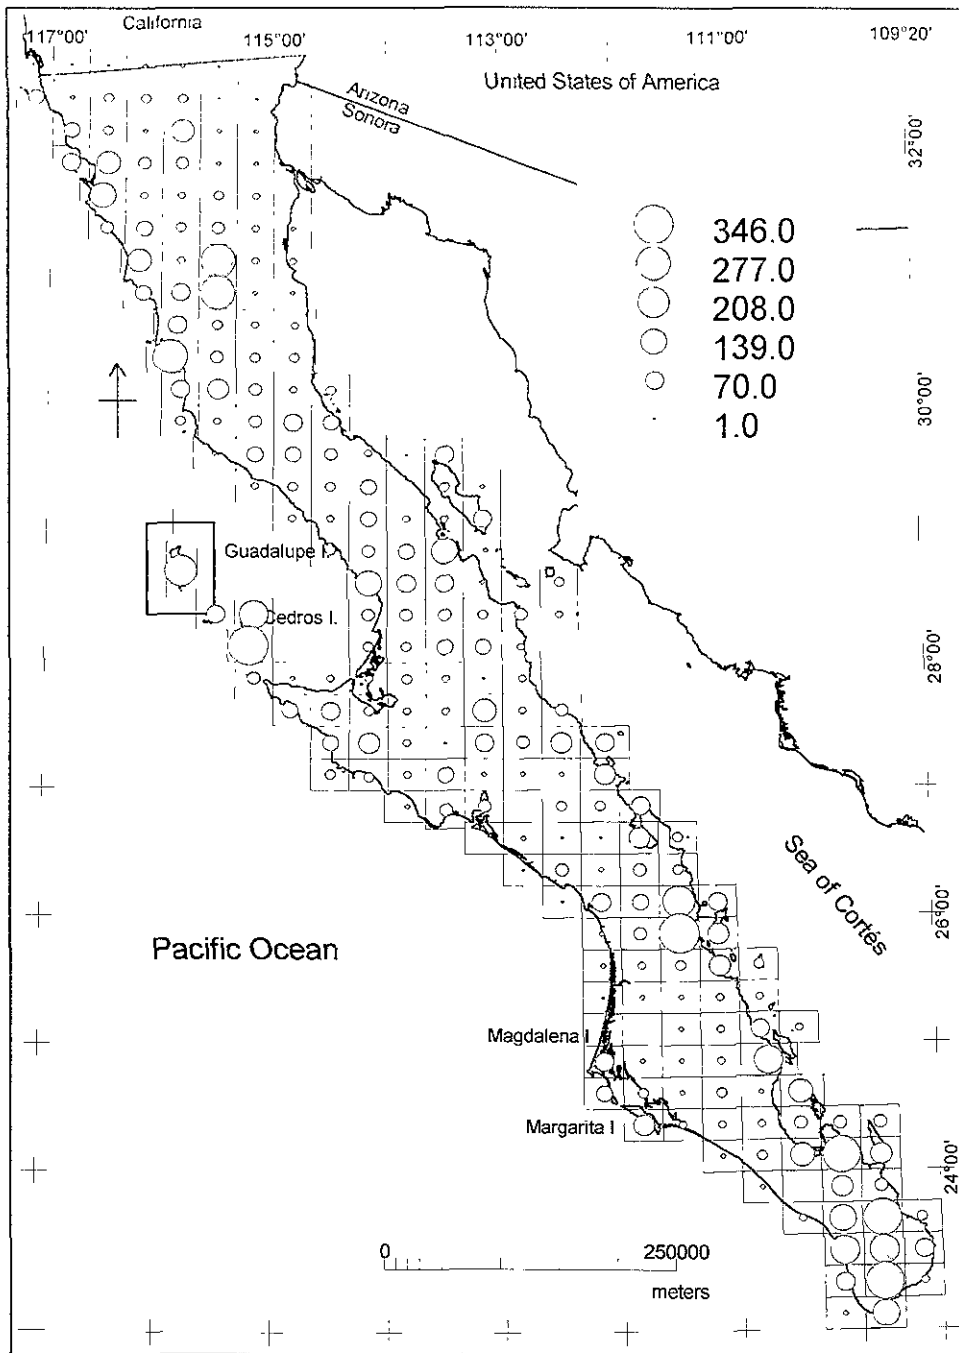 California
117°00'
115°00'
113°00'
111°00'
109°20'
United States of America
Arizona
Sonora
32°00'
346.0
277.0
208.0
139.0
70.0
1.0
30°00'
Guadalupe I.
Cedros I.
28°00'
Sea of Cortés
26°00'
Pacific Ocean
Magdalena I
Margarita I
24°00'
0
250000
meters